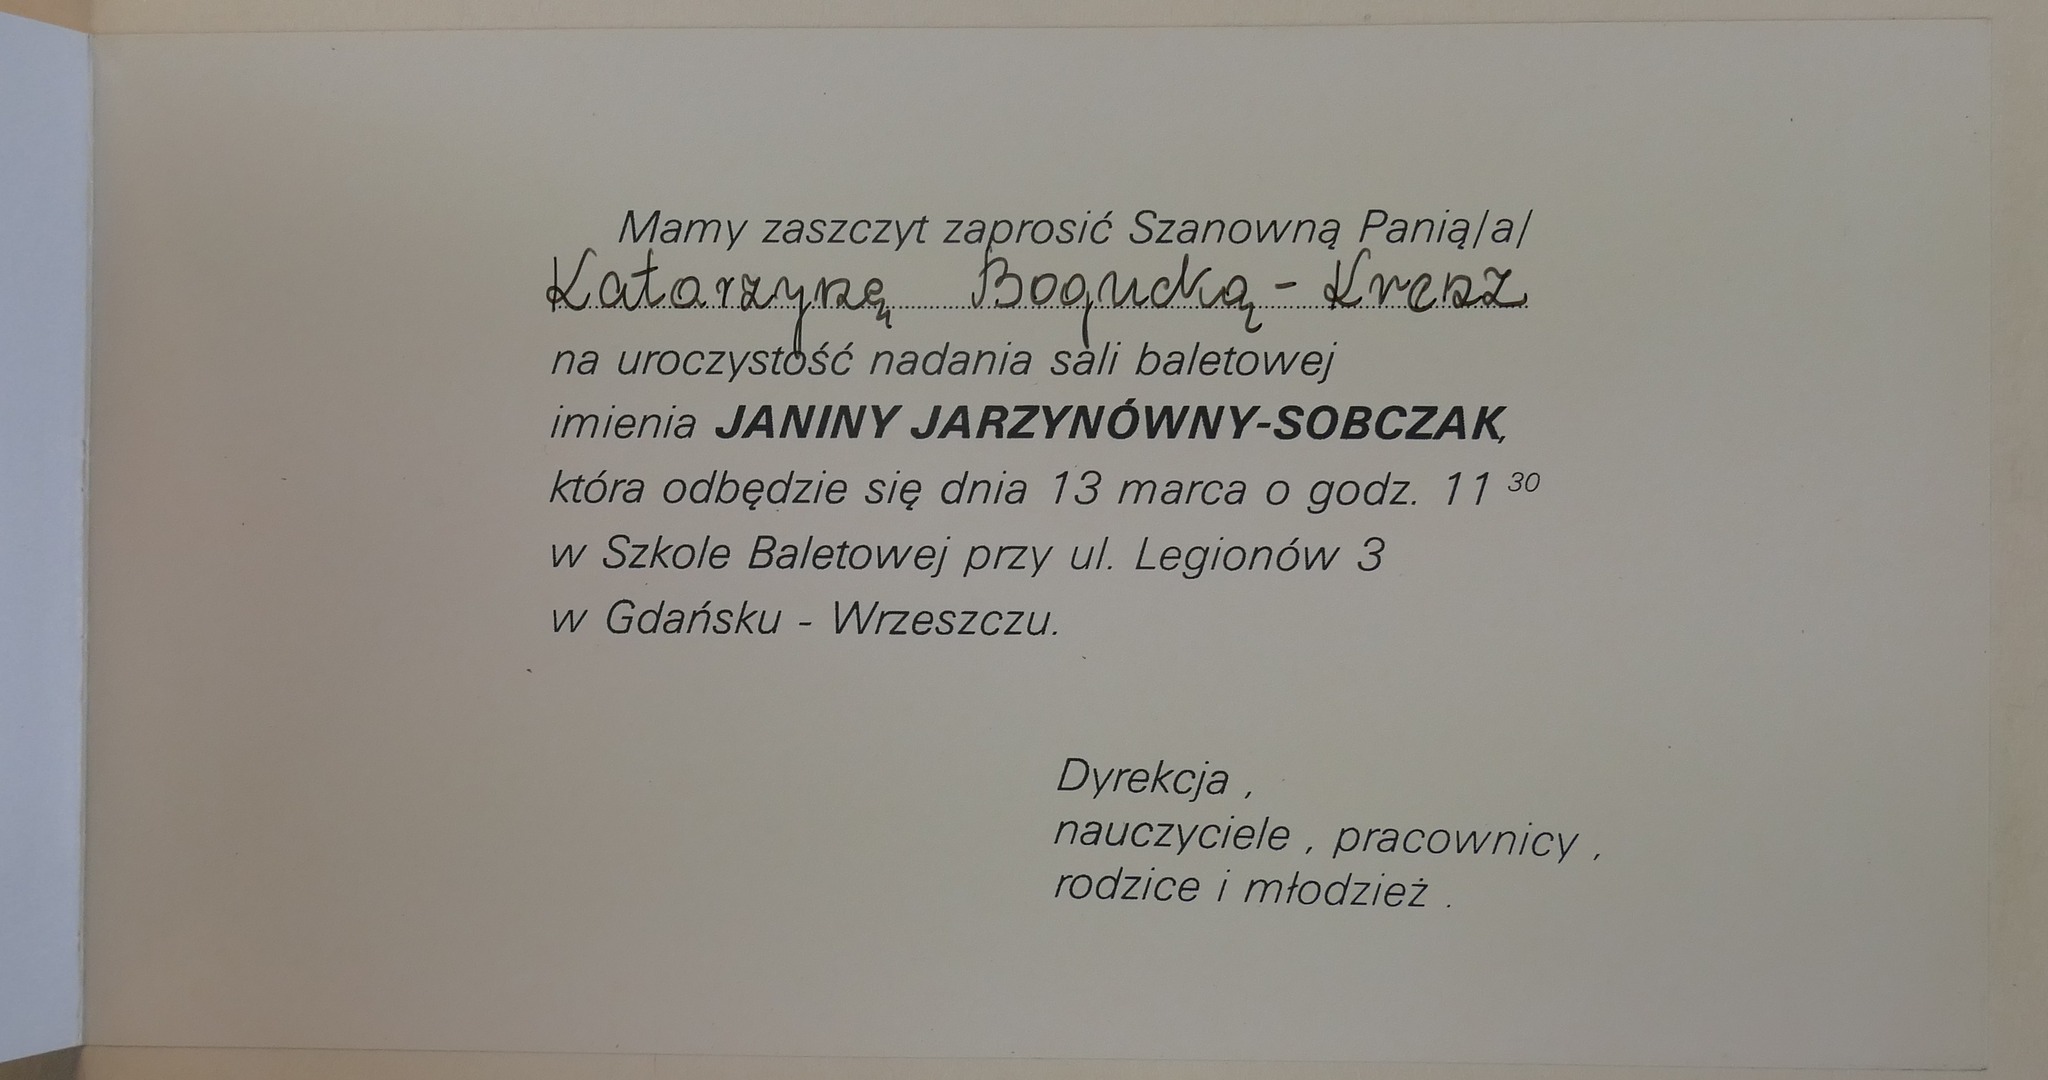 Mamy zaszczyt zaprosić Szanowną Panią/a/
Katarzynę Bogucką - Krenz
na uroczystość nadania sali baletowej
imienia JANINY JARZYNÓWNY-SOBCZAK,
która odbędzie się dnia 13 marca o godz. 11 30
w Szkole Baletowej przy ul. Legionów 3
w Gdańsku - Wrzeszczu.
Dyrekcja ,
nauczyciele , pracownicy ,
rodzice i młodzież .